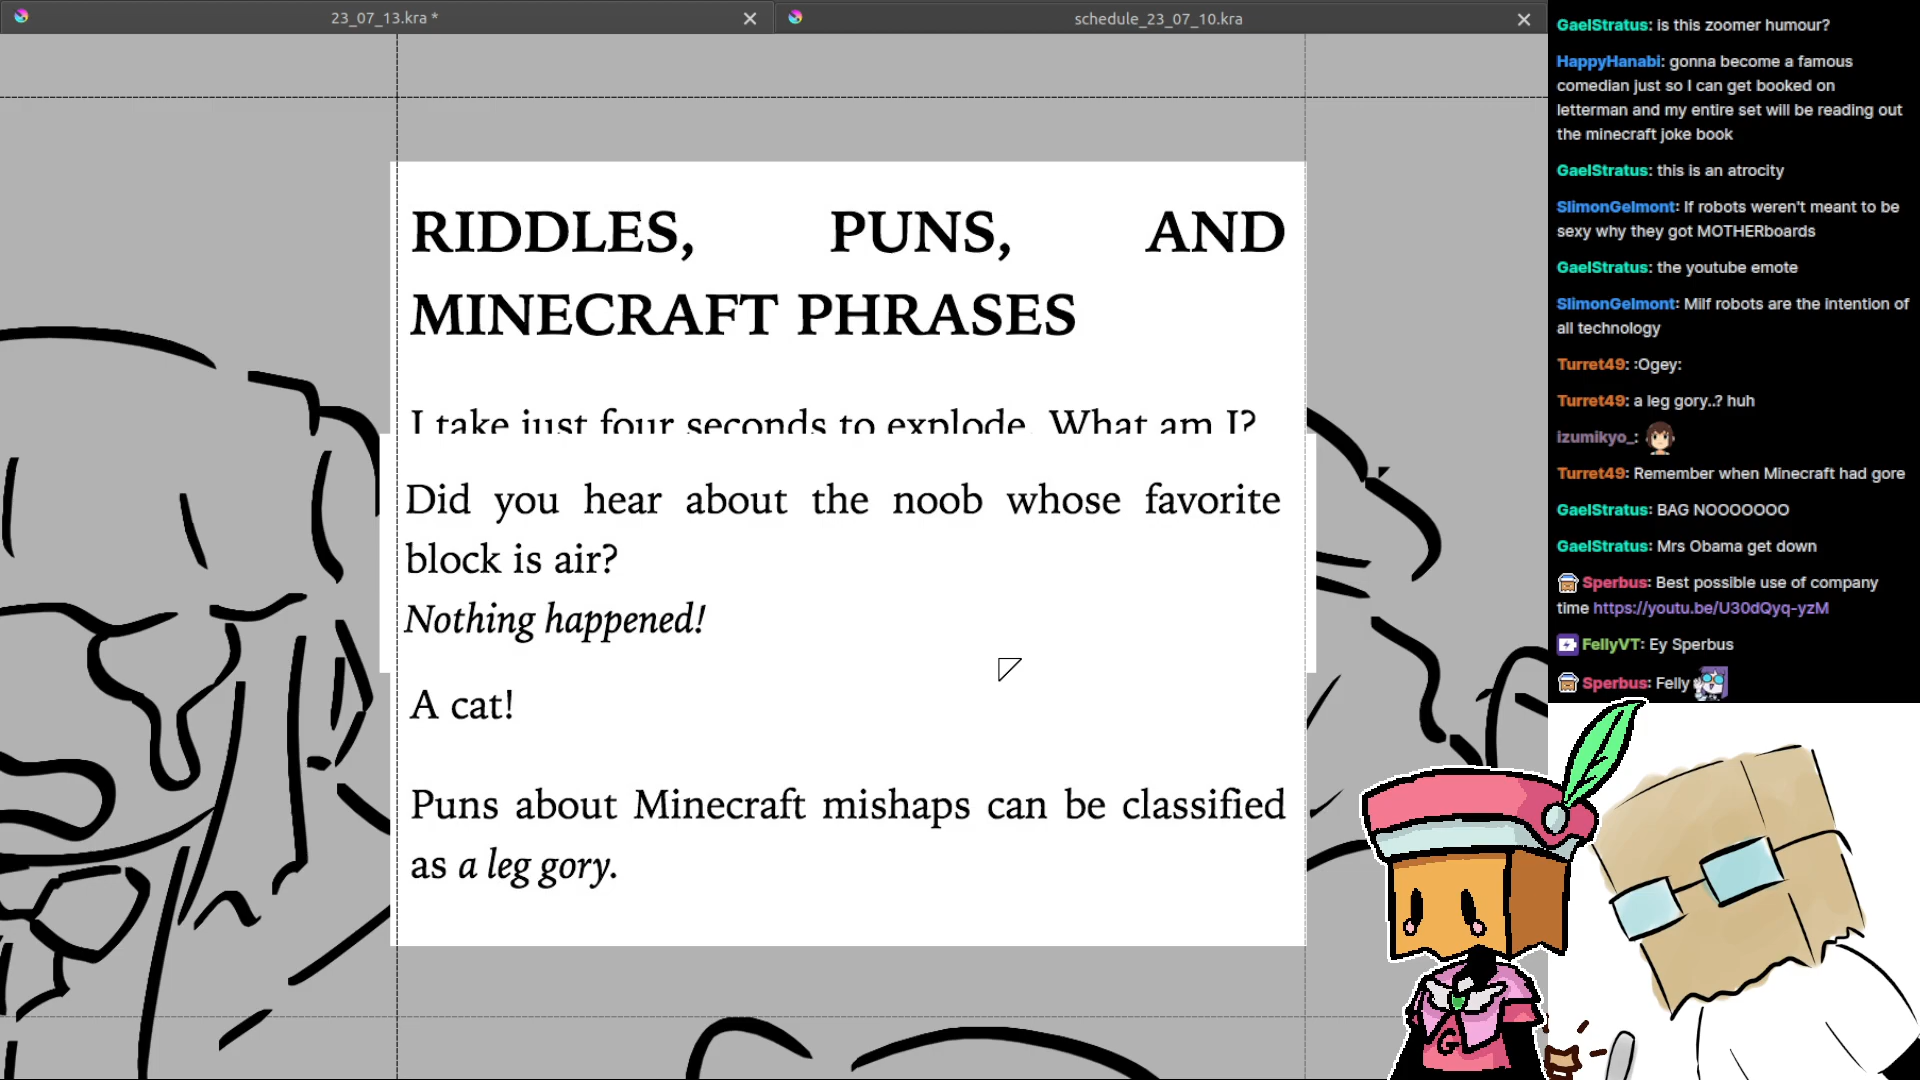 23_07_13.kra *
schedule_23_07_10.kra
RIDDLES, PUNS, AND
MINECRAFT PHRASES
I take just four seconds to explode. What am I?
Did you hear about the noob whose favorite
block is air?
Nothing happened!
A cat!
Puns about Minecraft mishaps can be classified
as a leg gory.
GaelStratus: is this zoomer humour?
HappyHanabi: gonna become a famous
comedian just so I can get booked on
letterman and my entire set will be reading out
the minecraft joke book
GaelStratus: this is an atrocity
SlimonGelmont: If robots weren't meant to be
sexy why they got MOTHERboards
GaelStratus: the youtube emote
SlimonGelmont: Milf robots are the intention of
all technology
Turret49: :Ogey:
Turret49: a leg gory..? huh
izumikyo_:
Turret49: Remember when Minecraft had gore
GaelStratus: BAG NOOOOOOO
GaelStratus: Mrs Obama get down
Sperbus: Best possible use of company
time https://youtu.be/U30dQyq-yzM
FellyVT: Ey Sperbus
Sperbus: Felly
G